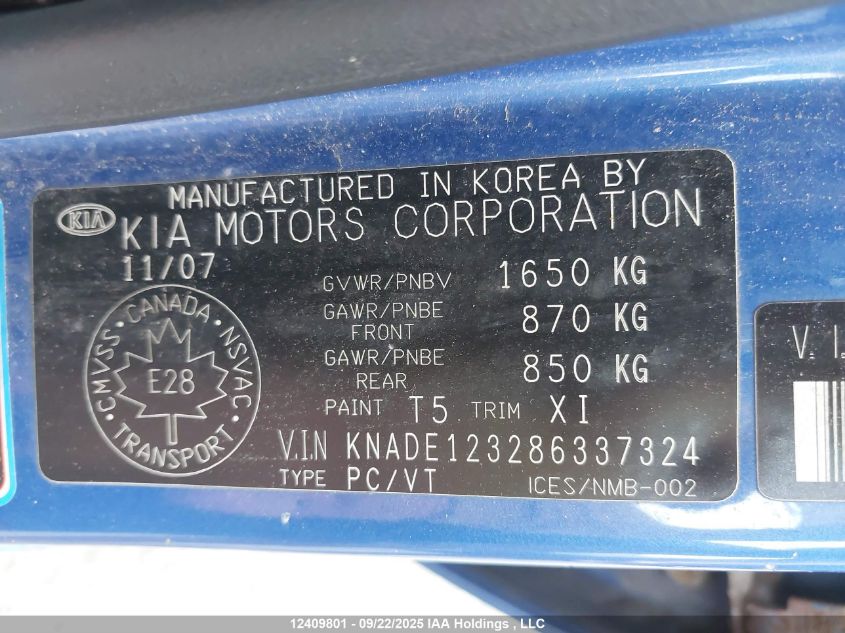 MANUFACTURED IN KOREA BY
KIA
KIA MOTORS CORPORATION
11/07
GVWR/PNBV 1650 KG
GAWR/PNBE FRONT 870 KG
GAWR/PNBE REAR 850 KG
CANADA · NSVAC · TRANSPORT · CMVSS ·
E28
PAINT T5 TRIM XI
V.I.N KNADE123286337324
TYPE PC/VT ICES/NMB-002
V. I.
12409801 - 09/22/2025 IAA Holdings , LLC